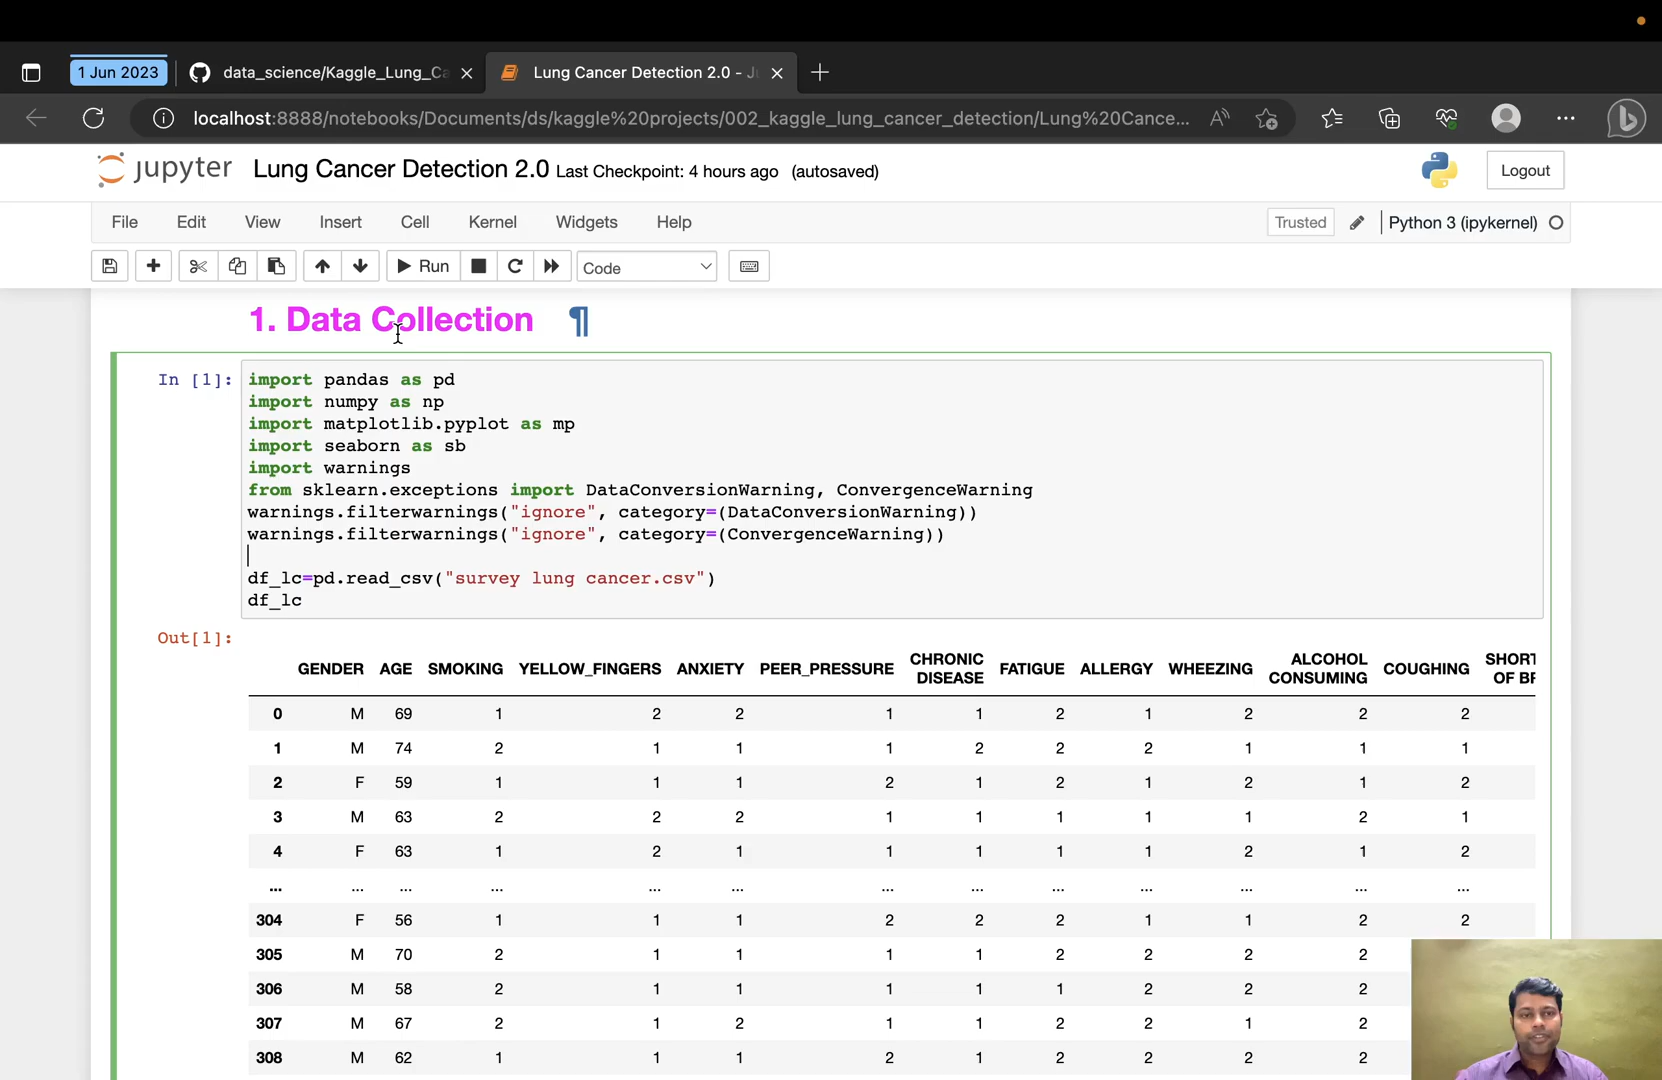 1 Jun 2023
data_science/Kaggle_Lung_Ca
Lung Cancer Detection 2.0 - Ju
localhost:8888/notebooks/Documents/ds/kaggle%20projects/002_kaggle_lung_cancer_detection/Lung%20Cance...
jupyter Lung Cancer Detection 2.0 Last Checkpoint: 4 hours ago (autosaved) Logout
File Edit View Insert Cell Kernel Widgets Help Trusted Python 3 (ipykernel)
Run Code
1. Data Collection ¶
In [1]: import pandas as pd
import numpy as np
import matplotlib.pyplot as mp
import seaborn as sb
import warnings
from sklearn.exceptions import DataConversionWarning, ConvergenceWarning
warnings.filterwarnings("ignore", category=(DataConversionWarning))
warnings.filterwarnings("ignore", category=(ConvergenceWarning))
df_lc=pd.read_csv("survey lung cancer.csv")
df_lc
Out[1]:
GENDER AGE SMOKING YELLOW_FINGERS ANXIETY PEER_PRESSURE CHRONIC DISEASE FATIGUE ALLERGY WHEEZING ALCOHOL CONSUMING COUGHING SHORT OF BR
0 M 69 1 2 2 1 1 2 1 2 2 2
1 M 74 2 1 1 1 2 2 2 1 1 1
2 F 59 1 1 1 2 1 2 1 2 1 2
3 M 63 2 2 2 1 1 1 1 1 2 1
4 F 63 1 2 1 1 1 1 1 2 1 2
... ... ... ... ... ... ... ... ... ... ... ... ...
304 F 56 1 1 1 2 2 2 1 1 2 2
305 M 70 2 1 1 1 1 2 2 2 2
306 M 58 2 1 1 1 1 1 2 2 2
307 M 67 2 1 2 1 1 2 2 1 2
308 M 62 1 1 1 2 1 2 2 2 2